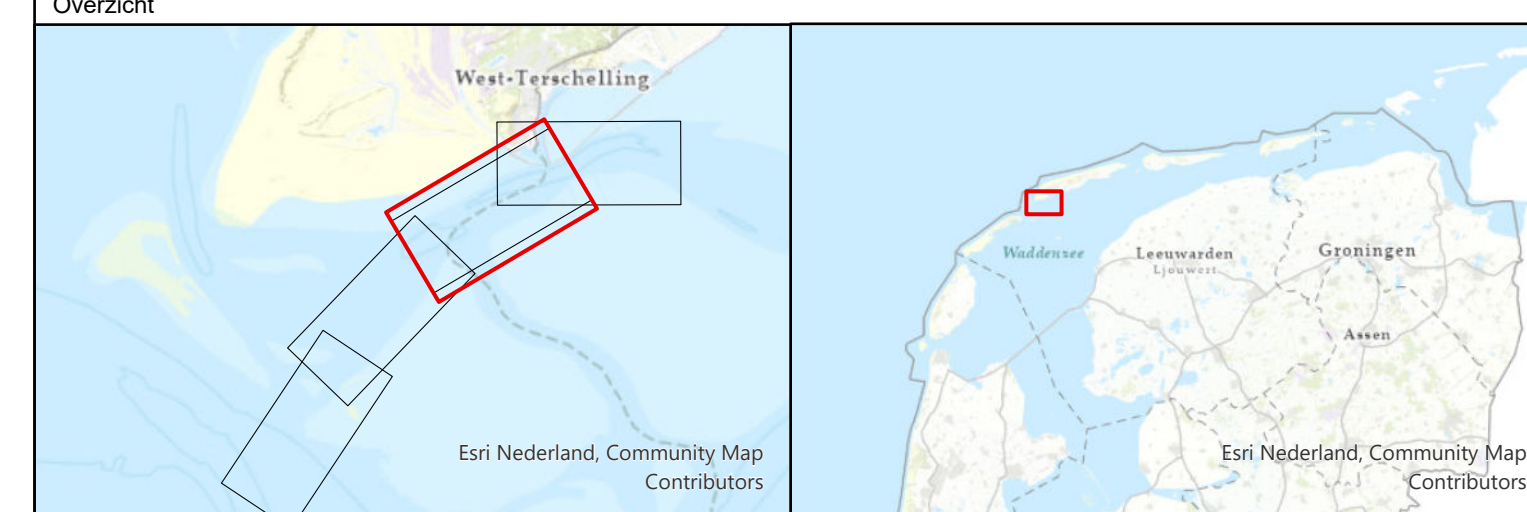 Overzicht
West-Terschelling
Esri Nederland, Community Map
Contributors
Waddenzee
Leeuwarden
Ljouwert
Groningen
Assen
Esri Nederland, Community Map
Contributors